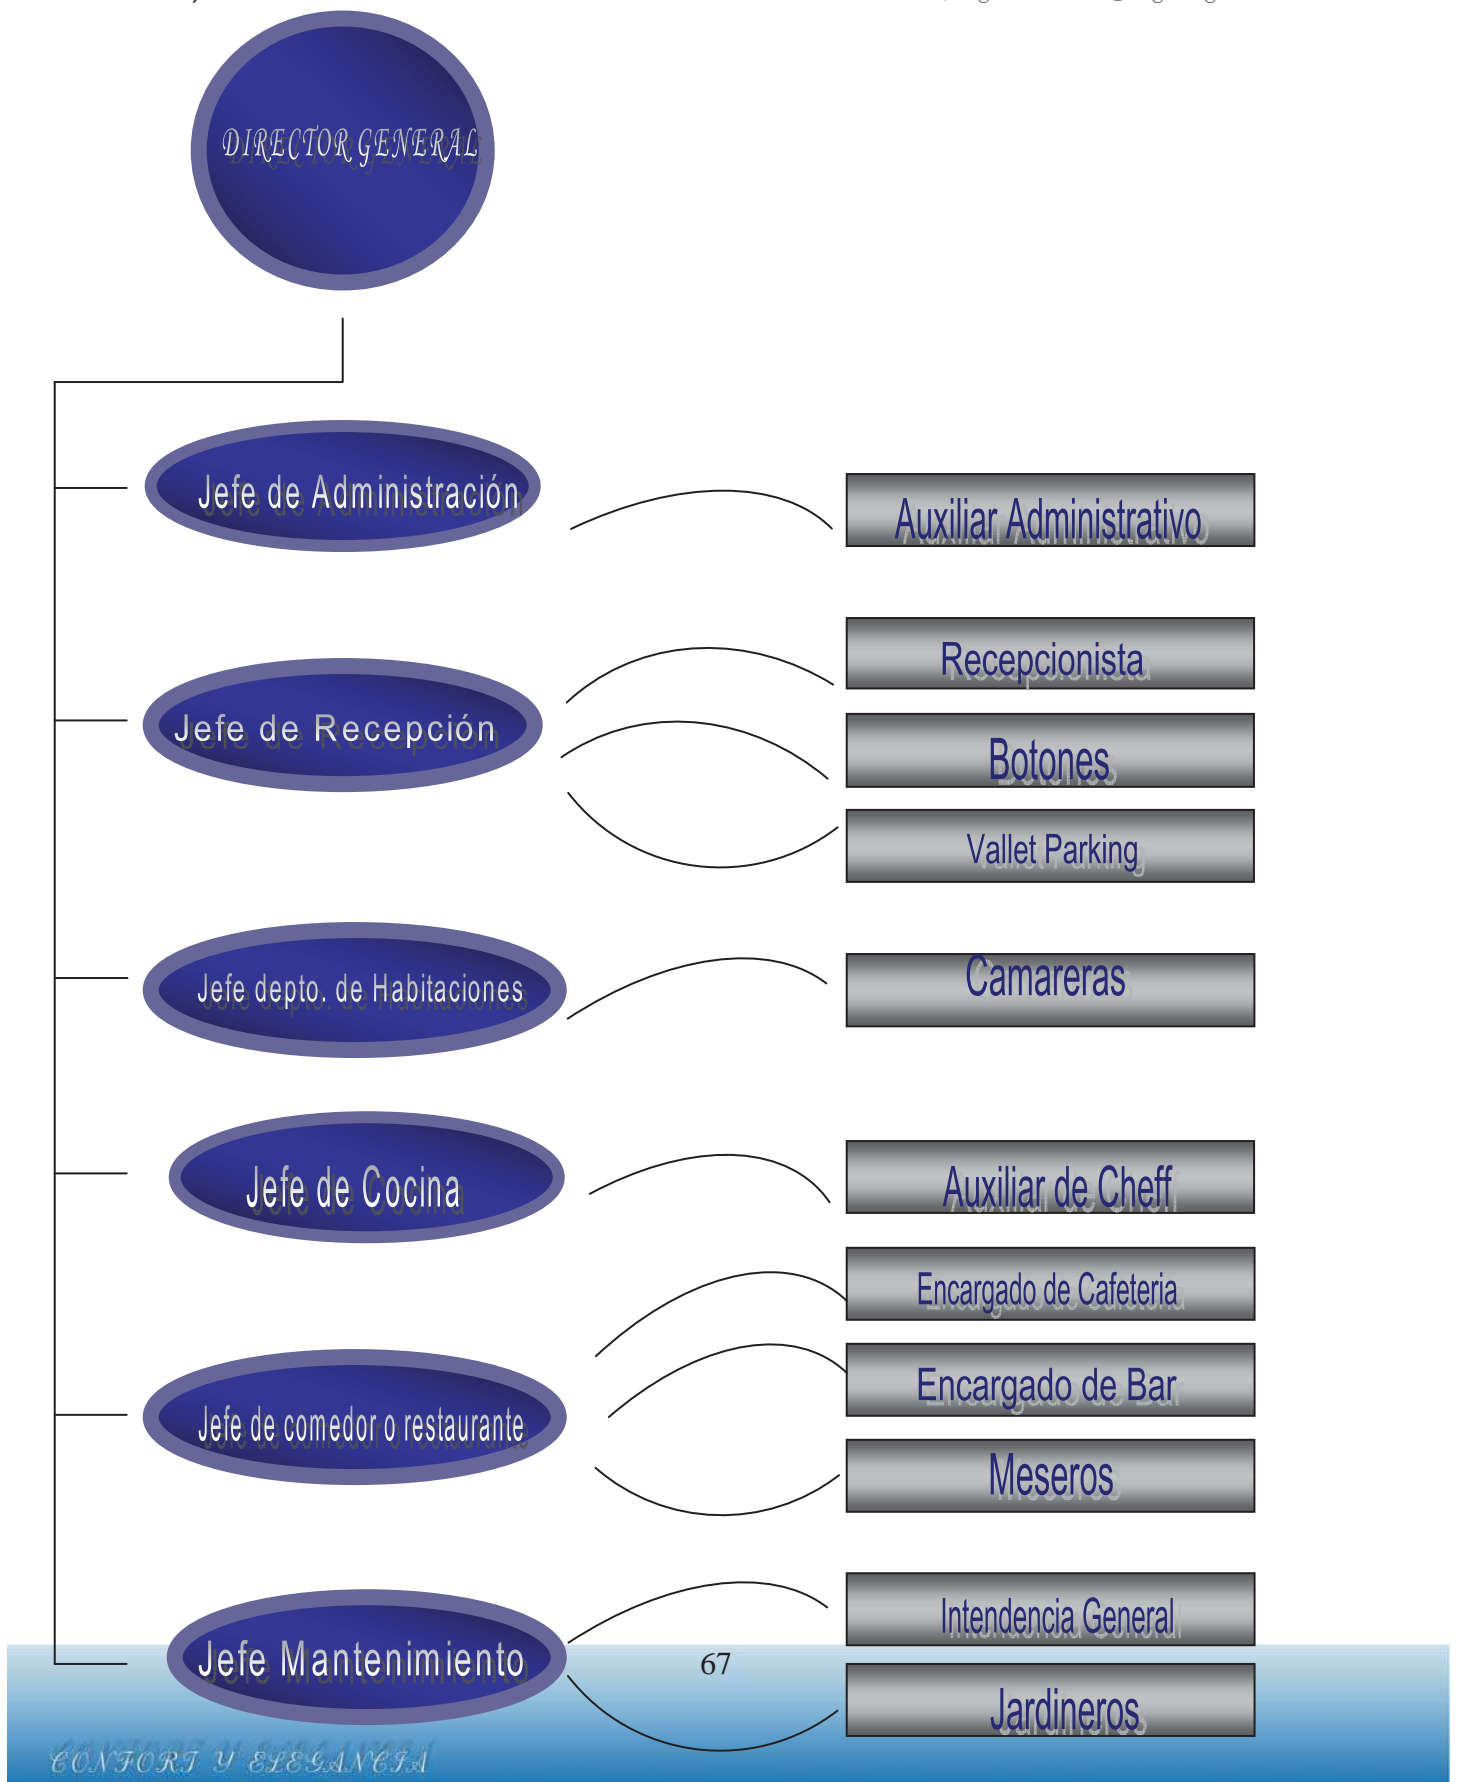 DIRECTOR GENERAL
Jefe de Administración
Auxiliar Administrativo
Jefe de Recepción
Recepcionista
Botones
Vallet Parking
Jefe depto. de Habitaciones
Camareras
Jefe de Cocina
Auxiliar de Cheff
Jefe de comedor o restaurante
Encargado de Cafeteria
Encargado de Bar
Meseros
Jefe Mantenimiento
Intendencia General
Jardineros
67
CONFORT Y ELEGANCIA